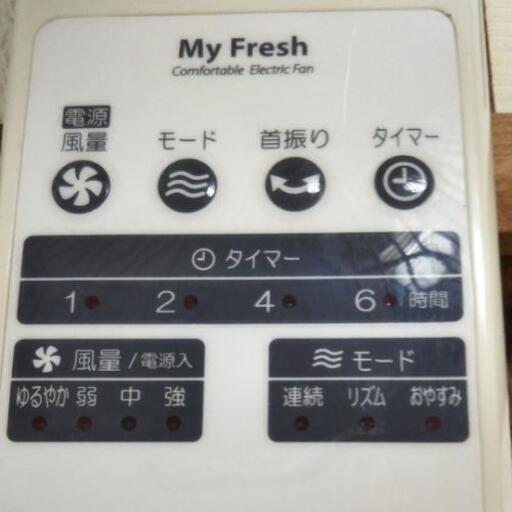 My Fresh
Comfortable Electric Fan
電源
風量 モード 首振り タイマー
タイマー
1 2 4 6 時間
風量/電源入
ゆるやか 弱 中 強
モード
連続 リズム おやすみ